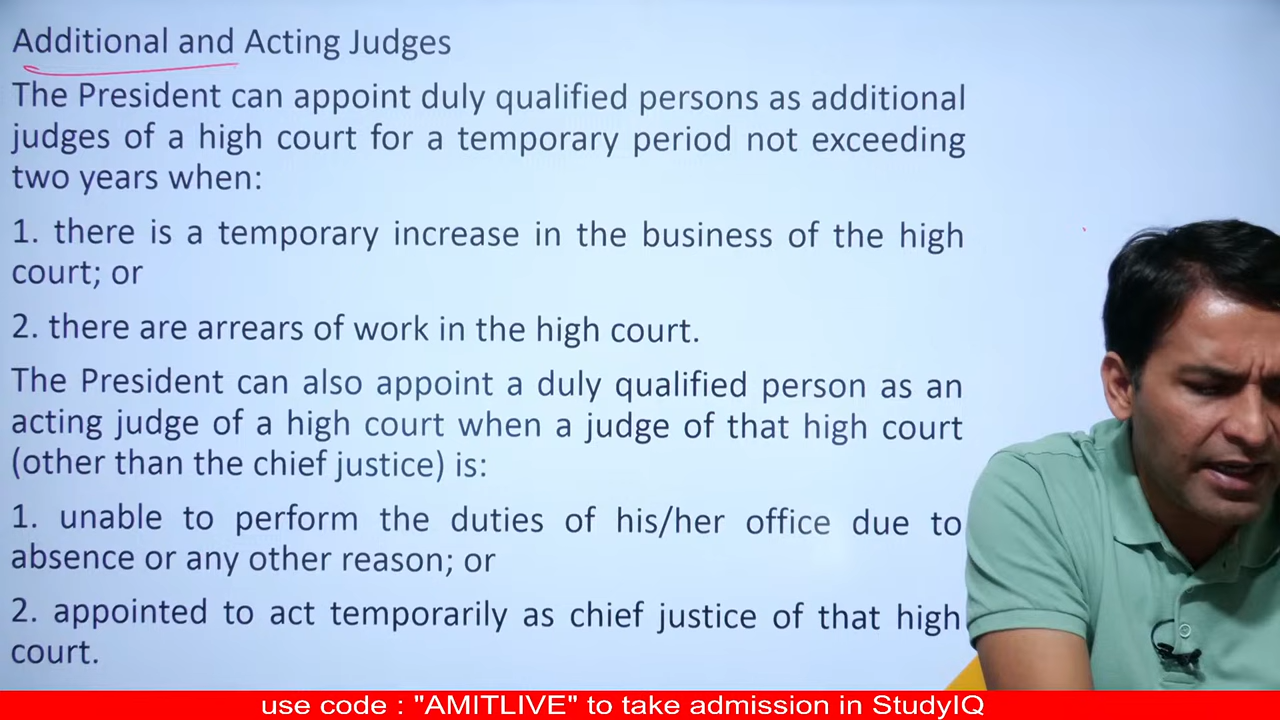 Additional and Acting Judges
The President can appoint duly qualified persons as additional
judges of a high court for a temporary period not exceeding
two years when:
1. there is a temporary increase in the business of the high
court; or
2. there are arrears of work in the high court.
The President can also appoint a duly qualified person as an
acting judge of a high court when a judge of that high court
(other than the chief justice) is:
1. unable to perform the duties of his/her office due to
absence or any other reason; or
2. appointed to act temporarily as chief justice of that high
court.
use code : "AMITLIVE" to take admission in StudyIQ